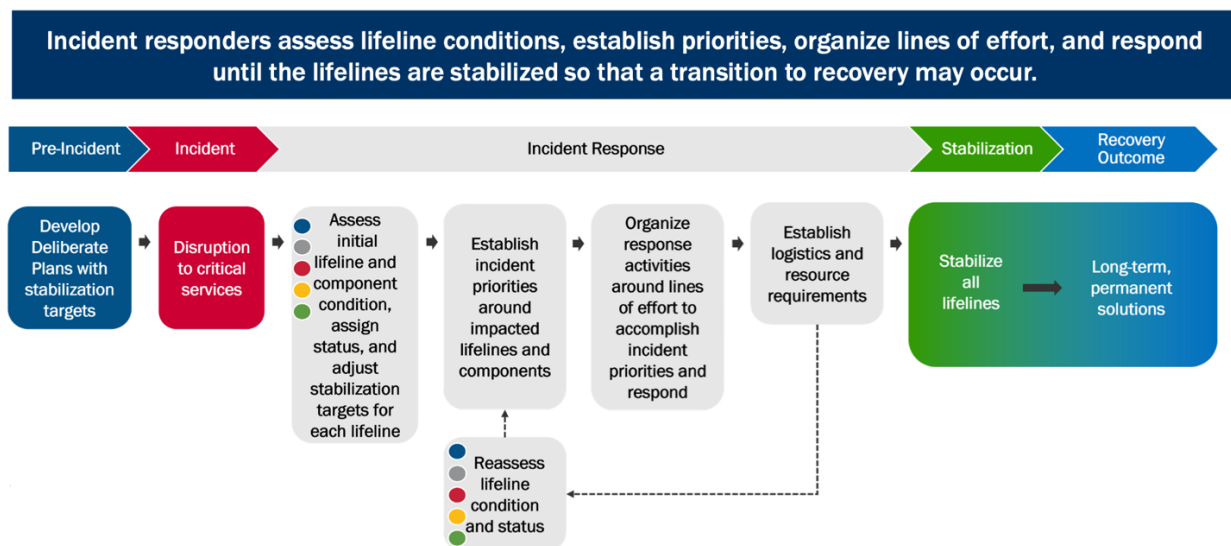 Incident responders assess lifeline conditions, establish priorities, organize lines of effort, and respond
until the lifelines are stabilized so that a transition to recovery may occur.
Pre-Incident
Incident
Incident Response
Stabilization
Recovery
Outcome
Develop
Deliberate
Plans with
stabilization
targets
Disruption
to critical
services
Assess
initial
lifeline and
component
condition,
assign
status, and
adjust
stabilization
targets for
each lifeline
Establish
incident
priorities
around
impacted
lifelines and
components
Organize
response
activities
around lines
of effort to
accomplish
incident
priorities and
respond
Establish
logistics and
resource
requirements
Stabilize
all
lifelines
Long-term,
permanent
solutions
Reassess
lifeline
condition
and status